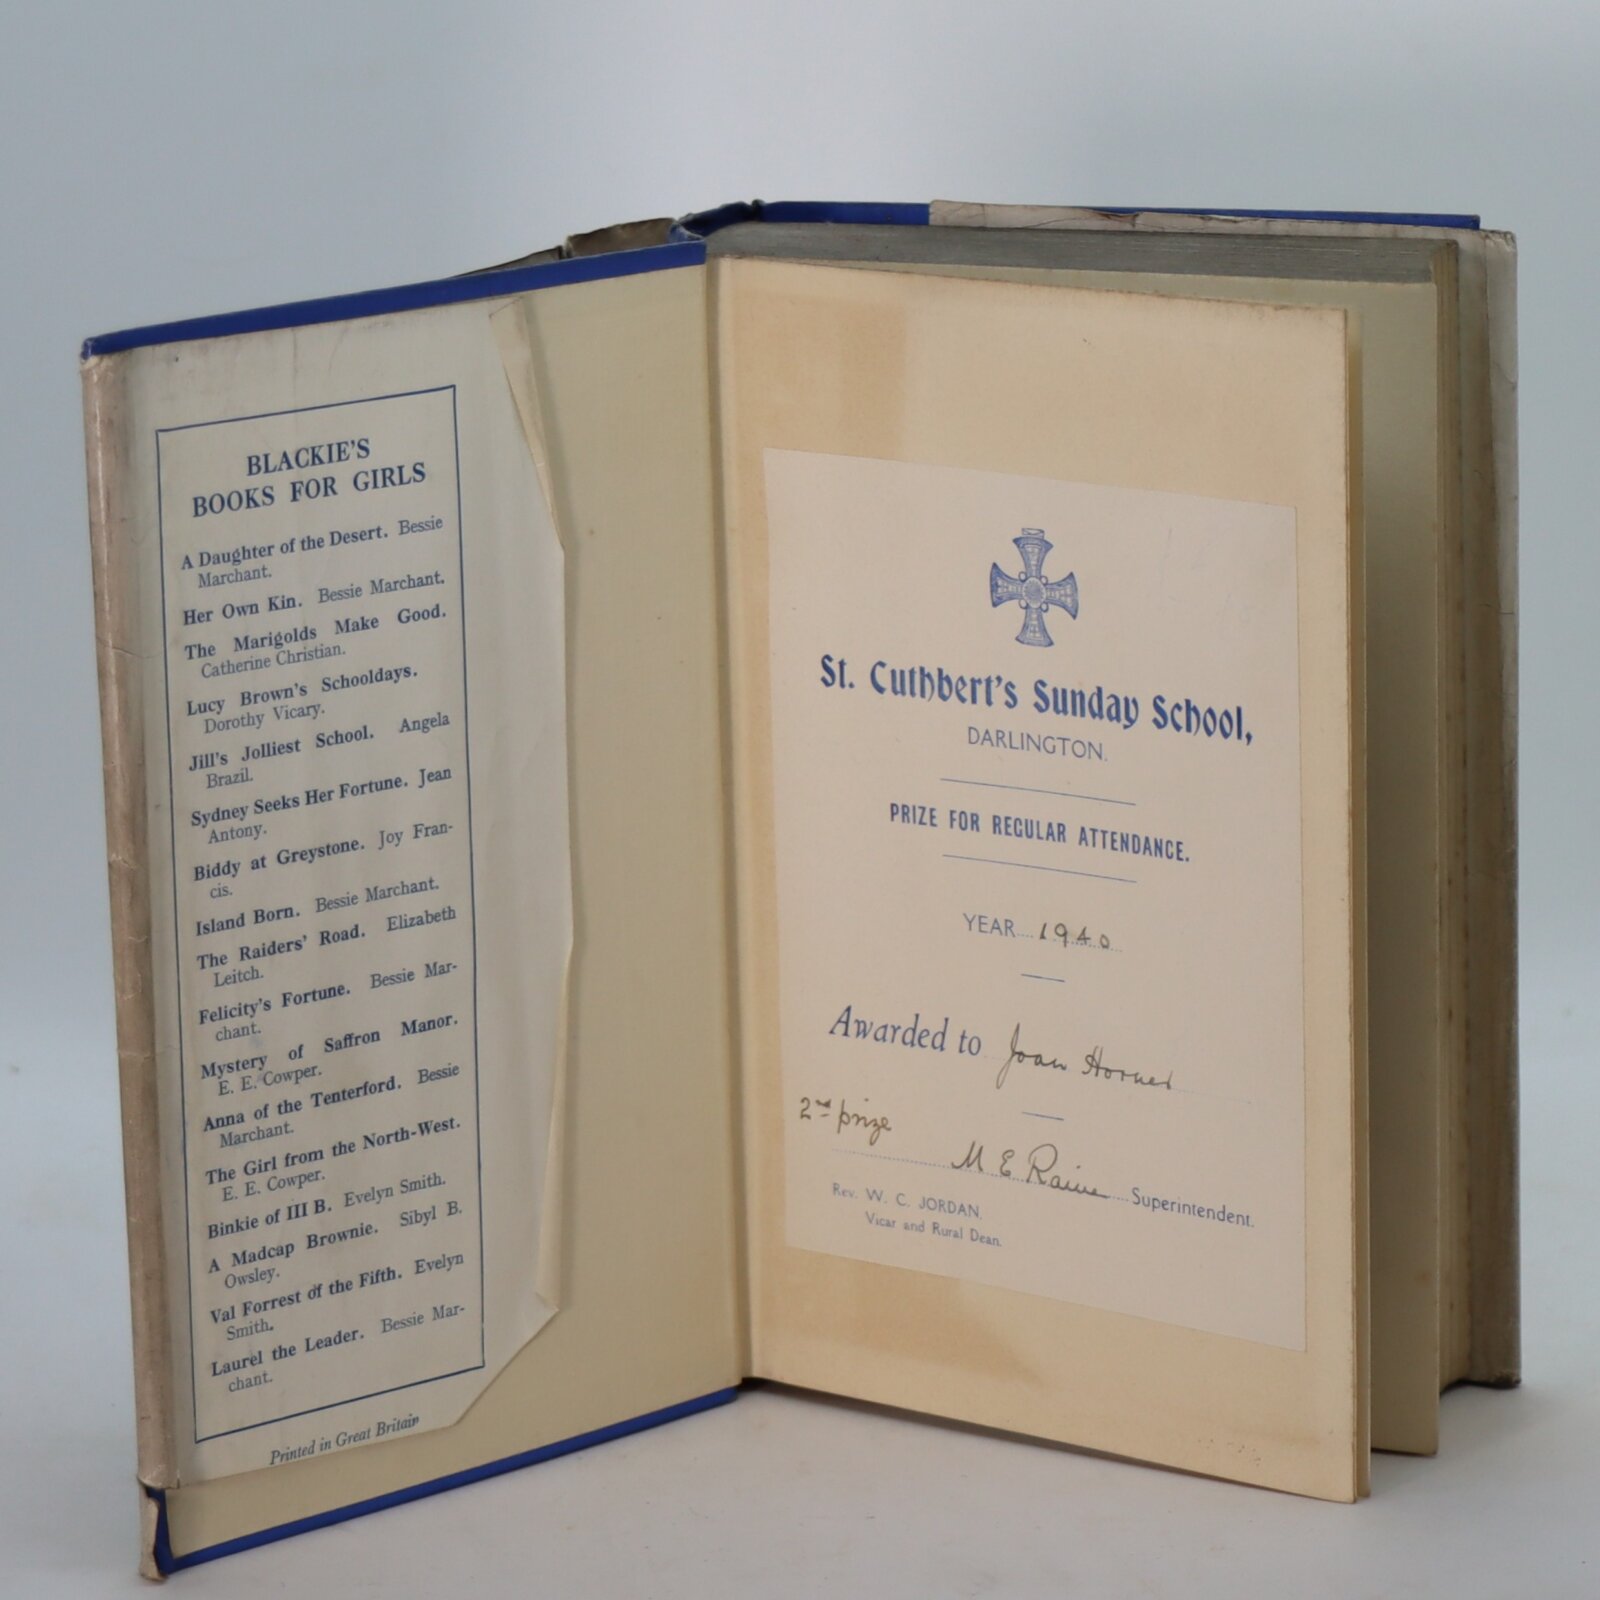 BLACKIE'S
BOOKS FOR GIRLS
A Daughter of the Desert. Bessie
Marchant.
Her Own Kin. Bessie Marchant.
The Marigolds Make Good.
Catherine Christian.
Lucy Brown's Schooldays.
Dorothy Vicary.
Jill's Jolliest School. Angela
Brazil.
Sydney Seeks Her Fortune. Jean
Antony.
Biddy at Greystone. Joy Fran-
cis.
Island Born. Bessie Marchant.
The Raiders' Road. Elizabeth
Leitch.
Felicity's Fortune. Bessie Mar-
chant.
Mystery of Saffron Manor.
E. E. Cowper.
Anna of the Tenterford. Bessie
Marchant.
The Girl from the North-West.
E. E. Cowper.
Binkie of III B. Evelyn Smith.
A Madcap Brownie. Sibyl B.
Owsley.
Val Forrest of the Fifth. Evelyn
Smith.
Laurel the Leader. Bessie Mar-
chant.
Printed in Great Britain
St. Cuthbert's Sunday School,
DARLINGTON.
PRIZE FOR REGULAR ATTENDANCE.
YEAR 1940
Awarded to Joan Horner
2nd prize
M E Raine Superintendent.
Rev. W. C. JORDAN.
Vicar and Rural Dean.